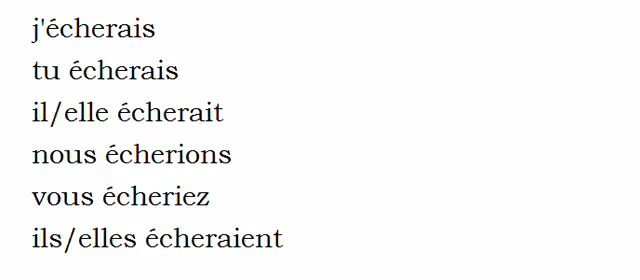 j'écherais
tu écherais
il/elle écherait
nous écherions
vous écheriez
ils/elles écheraient